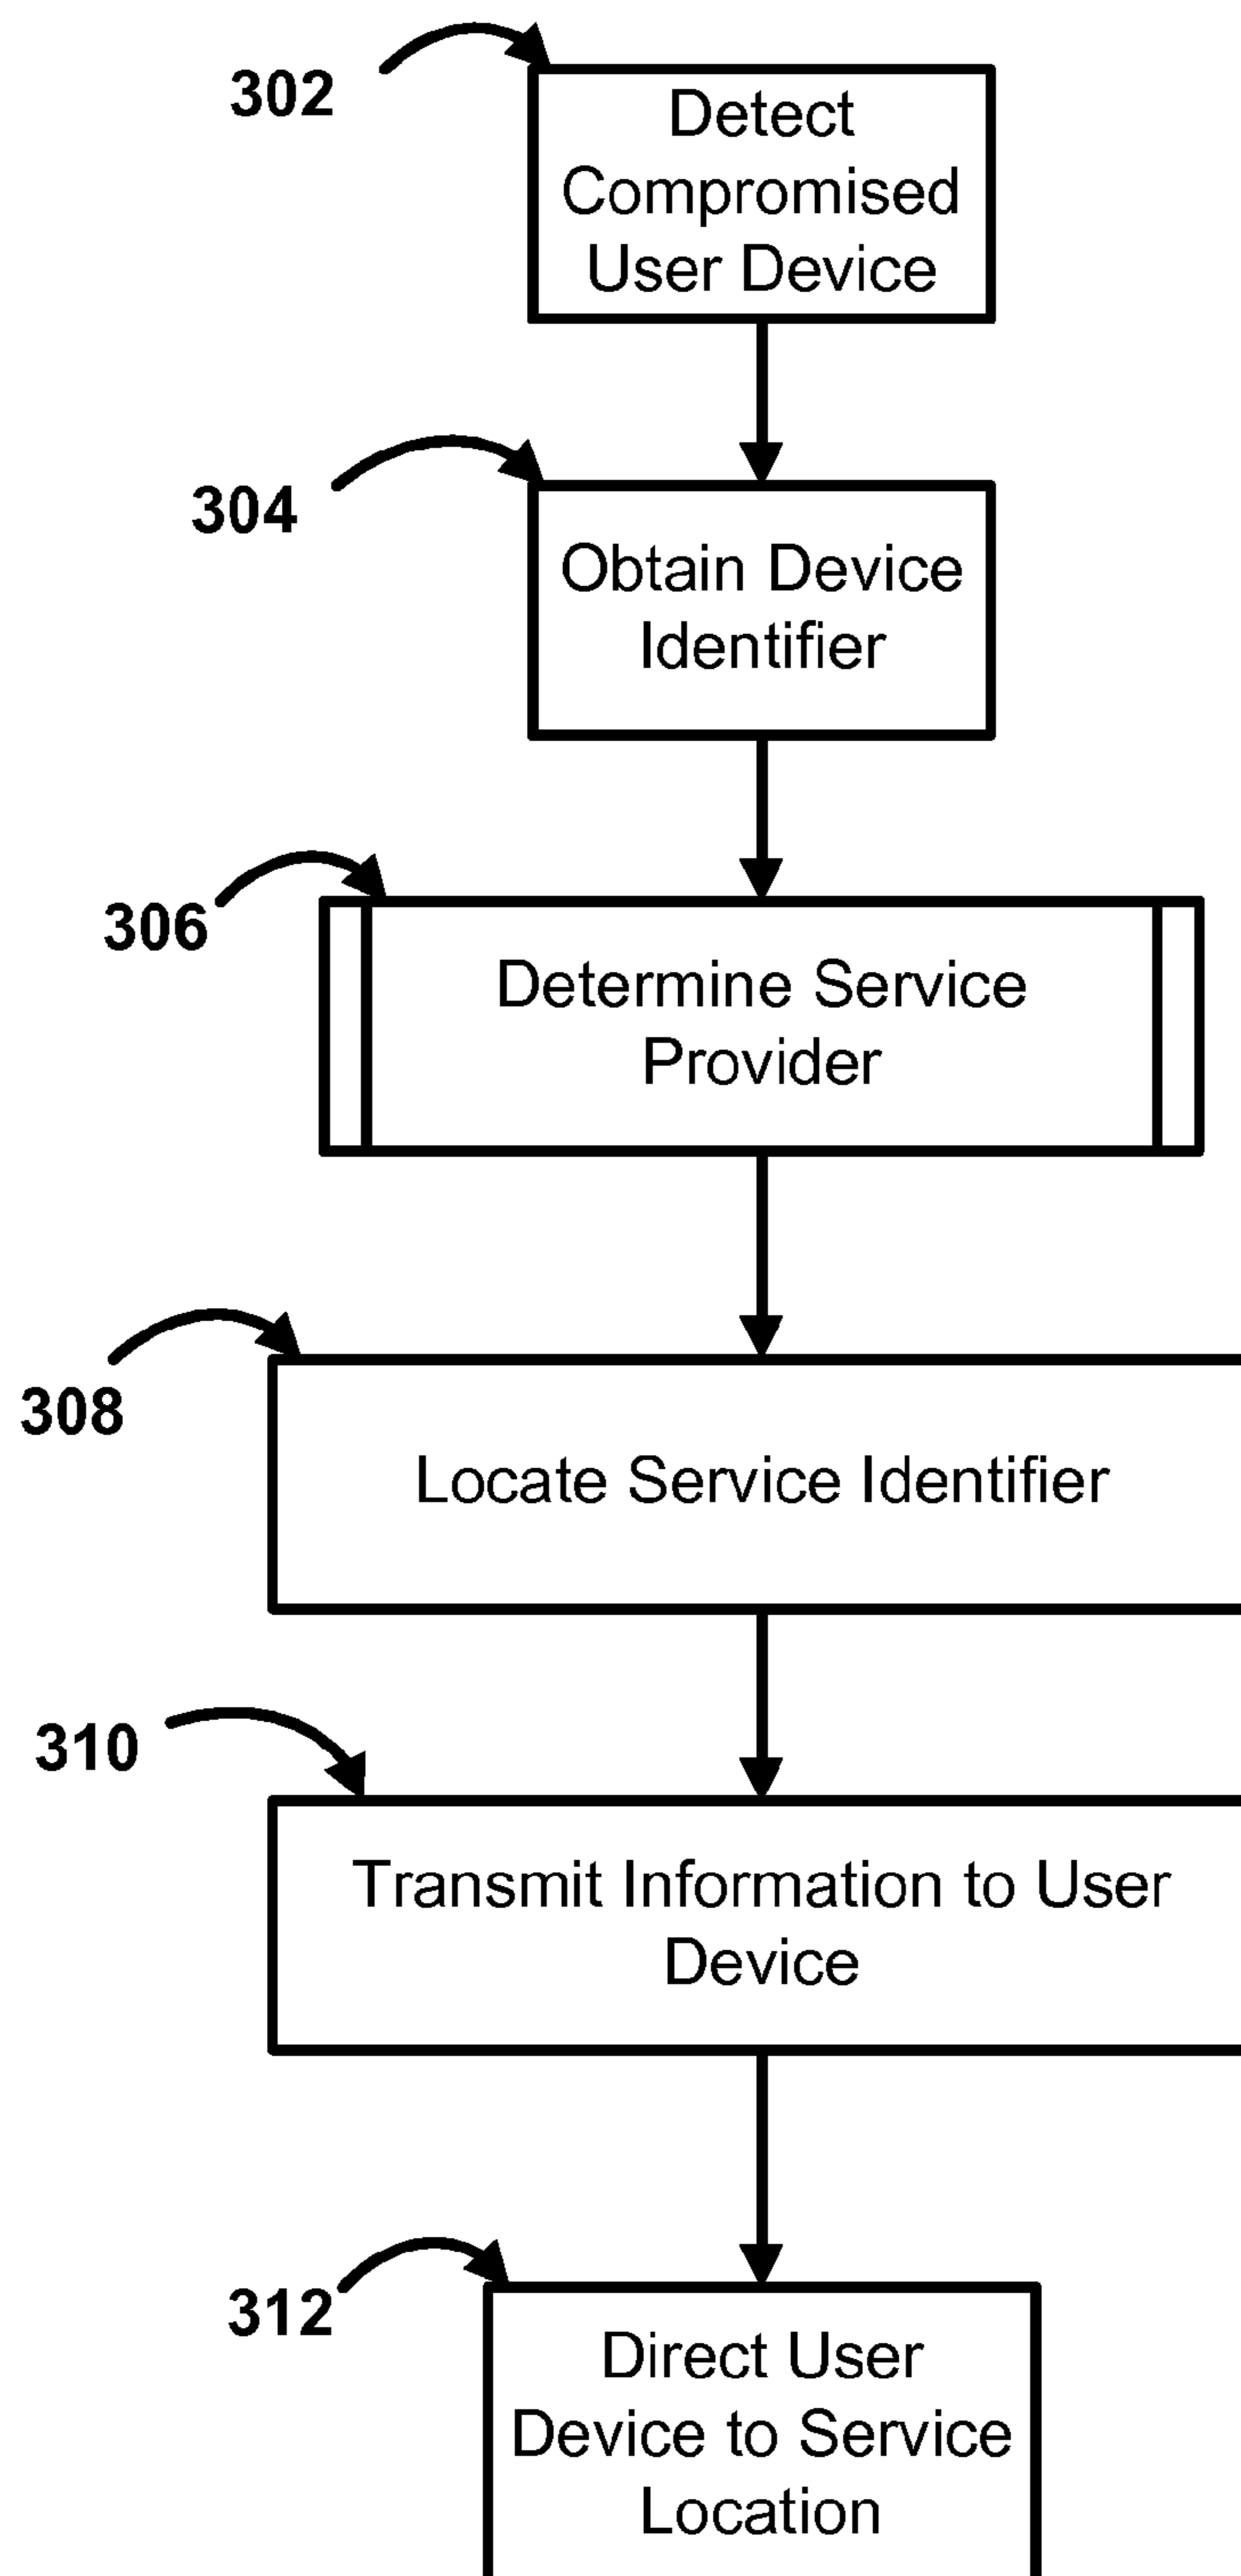 302
Detect
Compromised
User Device
304
Obtain Device
Identifier
306
Determine Service
Provider
308
Locate Service Identifier
310
Transmit Information to User
Device
312
Direct User
Device to Service
Location